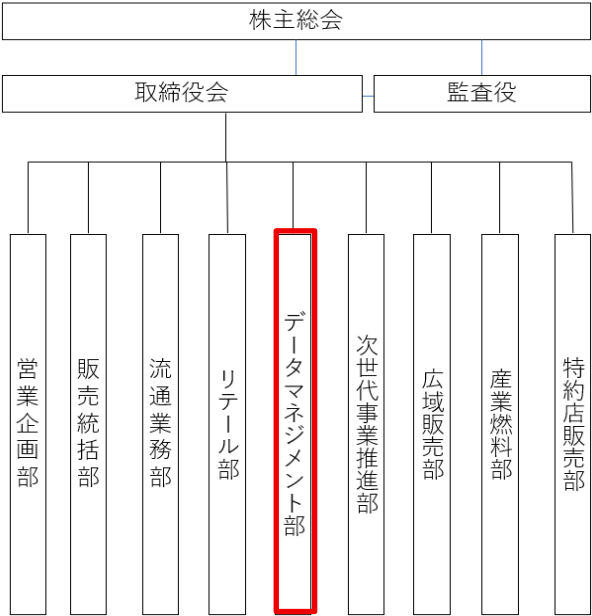 株主総会
取締役会
監査役
営業企画部
販売統括部
流通業務部
リテール部
データマネジメント部
次世代事業推進部
広域販売部
産業燃料部
特約店販売部